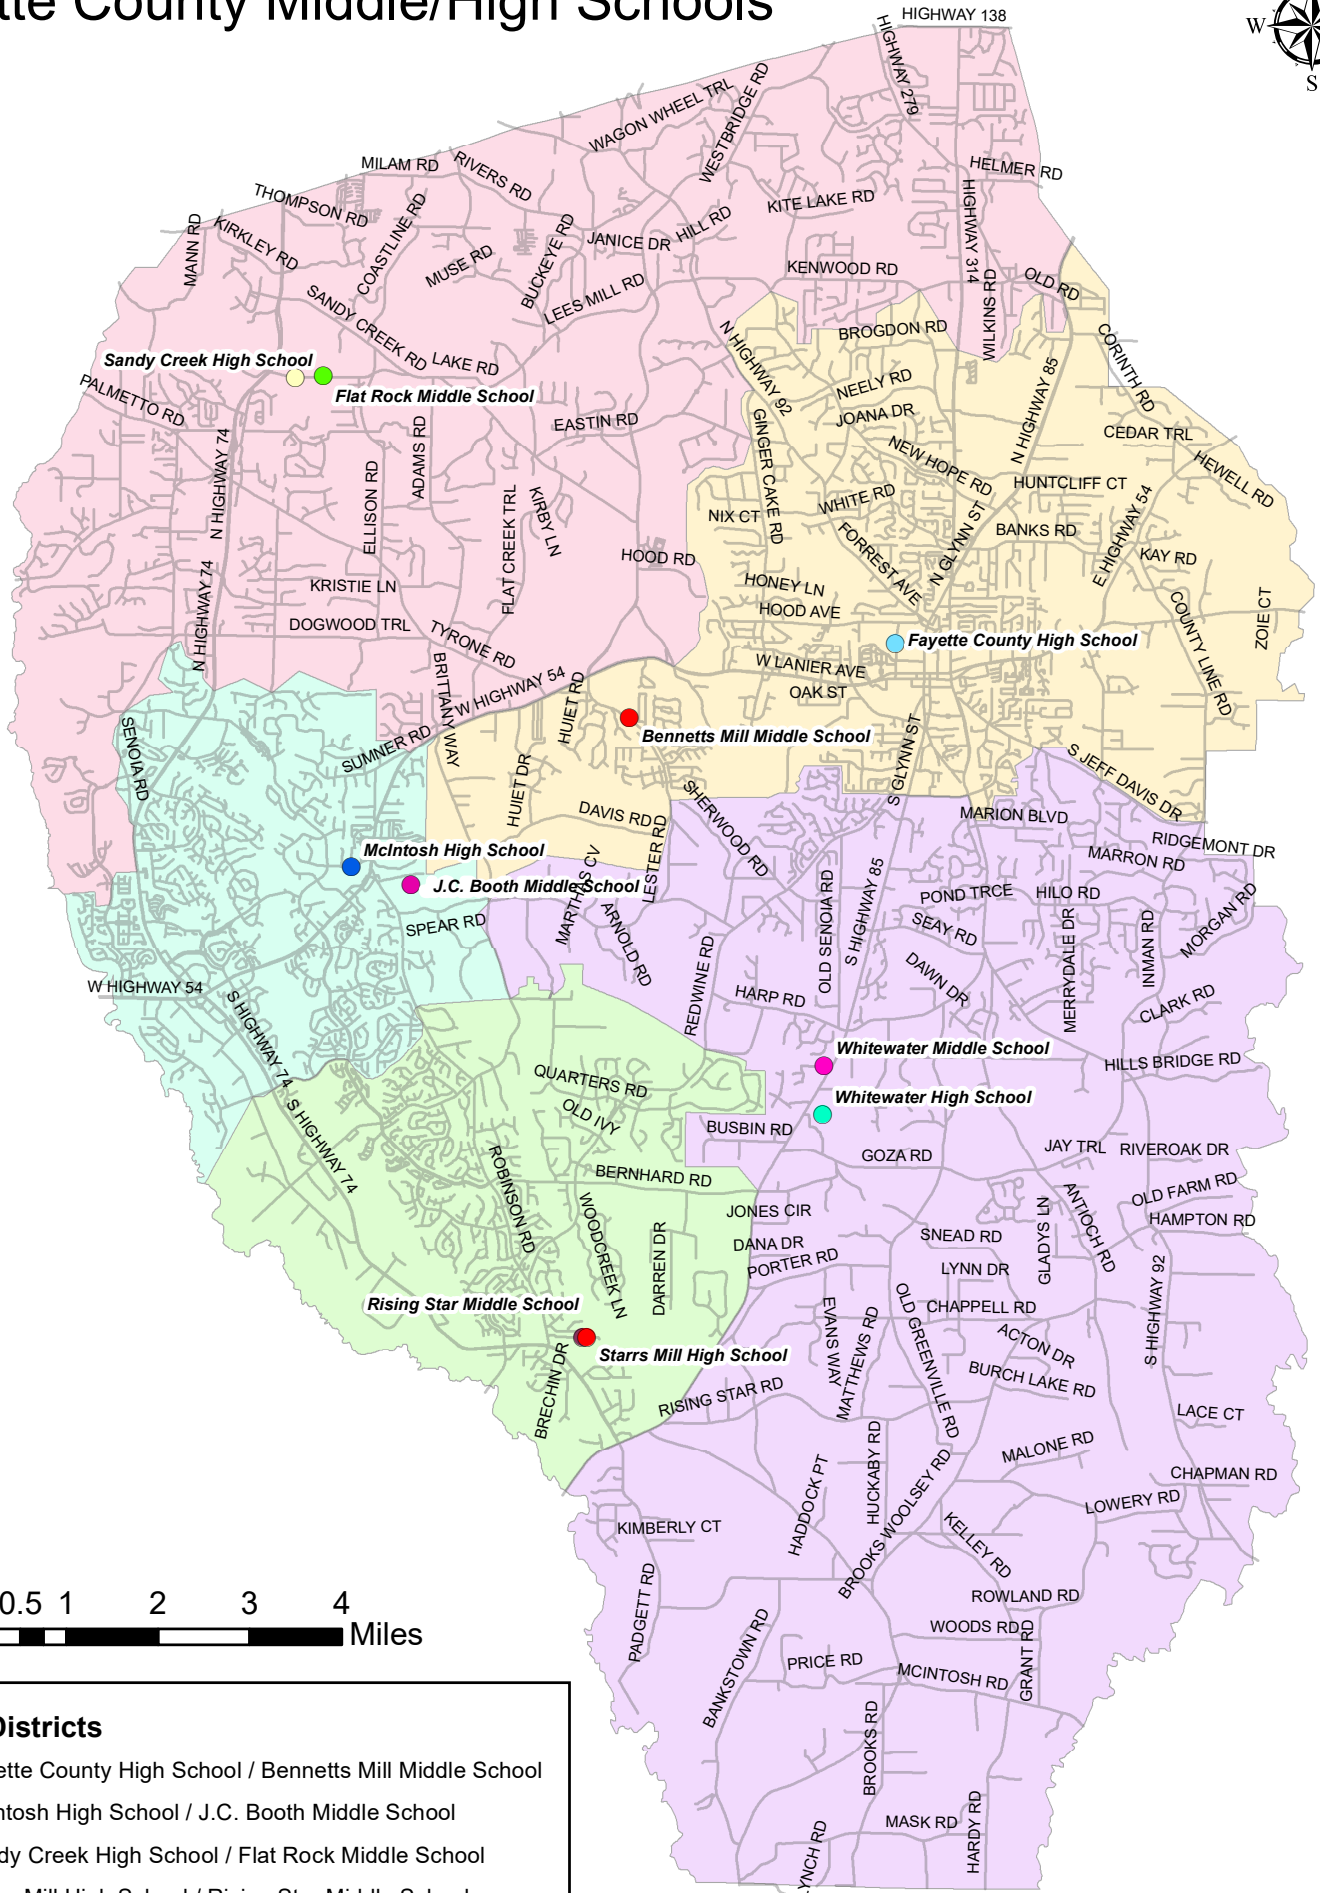 tte County Middle/High Schools
W
S
HIGHWAY 138
HIGHWAY 279
WAGON WHEEL TRL
WESTBRIDGE RD
MILAM RD
RIVERS RD
HELMER RD
THOMPSON RD
COASTLINE RD
KITE LAKE RD
HIGHWAY 314
MANN RD
KIRKLEY RD
MUSE RD
BUCKEYE RD
JANICE DR
HILL RD
KENWOOD RD
OLD RD
WILKINS RD
LEES MILL RD
SANDY CREEK RD
N HIGHWAY 92
BROGDON RD
CORINTH RD
Sandy Creek High School
LAKE RD
Flat Rock Middle School
PALMETTO RD
NEELY RD
N HIGHWAY 85
JOANA DR
EASTIN RD
GINGER CAKE RD
CEDAR TRL
N HIGHWAY 74
ADAMS RD
NEW HOPE RD
HEWELL RD
ELLISON RD
FLAT CREEK TRL
KIRBY LN
WHITE RD
HUNTCLIFF CT
E HIGHWAY 54
NIX CT
N GLYNN ST
BANKS RD
FORREST AVE
HOOD RD
KAY RD
N HIGHWAY 74
KRISTIE LN
HONEY LN
HOOD AVE
COUNTY LINE RD
ZOIE CT
DOGWOOD TRL
TYRONE RD
Fayette County High School
W LANIER AVE
BRITTANY WAY
W HIGHWAY 54
OAK ST
HUIET RD
SENOIA RD
SUMNER RD
Bennetts Mill Middle School
S GLYNN ST
S JEFF DAVIS DR
HUIET DR
SHERWOOD RD
DAVIS RD
MARION BLVD
LESTER RD
RIDGEMONT DR
McIntosh High School
MARRON RD
J.C. Booth Middle School
MARTHAS CV
POND TRCE
HILO RD
SPEAR RD
ARNOLD RD
OLD SENOIA RD
S HIGHWAY 85
SEAY RD
MERRYDALE DR
INMAN RD
MORGAN RD
REDWINE RD
DAWN DR
W HIGHWAY 54
HARP RD
CLARK RD
S HIGHWAY 74
Whitewater Middle School
HILLS BRIDGE RD
QUARTERS RD
Whitewater High School
OLD IVY
S HIGHWAY 74
BUSBIN RD
GOZA RD
JAY TRL
RIVEROAK DR
ROBINSON RD
BERNHARD RD
ANTIOCH RD
OLD FARM RD
WOODCREEK LN
JONES CIR
GLADYS LN
HAMPTON RD
DARREN DR
DANA DR
SNEAD RD
PORTER RD
LYNN DR
S HIGHWAY 92
Rising Star Middle School
EVANS WAY
MATTHEWS RD
OLD GREENVILLE RD
CHAPPELL RD
Starrs Mill High School
ACTON DR
BRECHIN DR
BURCH LAKE RD
RISING STAR RD
LACE CT
HUCKABY RD
MALONE RD
HADDOCK PT
BROOKS WOOLSEY RD
CHAPMAN RD
LOWERY RD
KIMBERLY CT
KELLEY RD
PADGETT RD
ROWLAND RD
0.5 1 2 3 4
Miles
BANKSTOWN RD
WOODS RD
GRANT RD
PRICE RD
MCINTOSH RD
BROOKS RD
MASK RD
HARDY RD
YNCH RD
Districts
ette County High School / Bennetts Mill Middle School
ntosh High School / J.C. Booth Middle School
dy Creek High School / Flat Rock Middle School
Mill High School / Rising Star Middle School